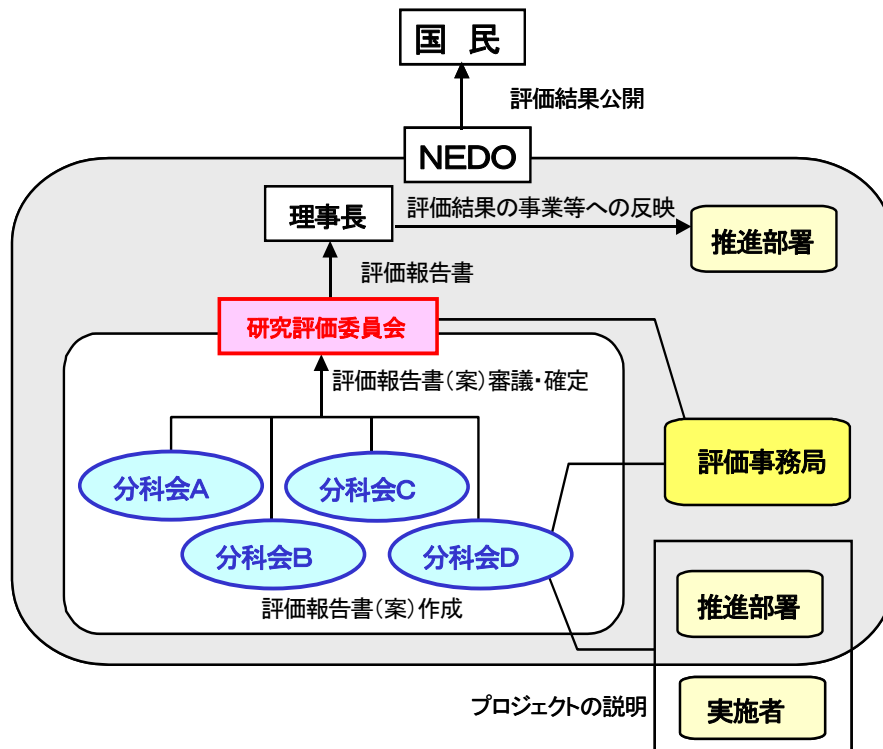 国 民
評価結果公開
NEDO
理事長
評価結果の事業等への反映
推進部署
評価報告書
研究評価委員会
評価報告書(案)審議・確定
評価事務局
分科会A
分科会C
分科会B
分科会D
評価報告書(案)作成
推進部署
プロジェクトの説明
実施者